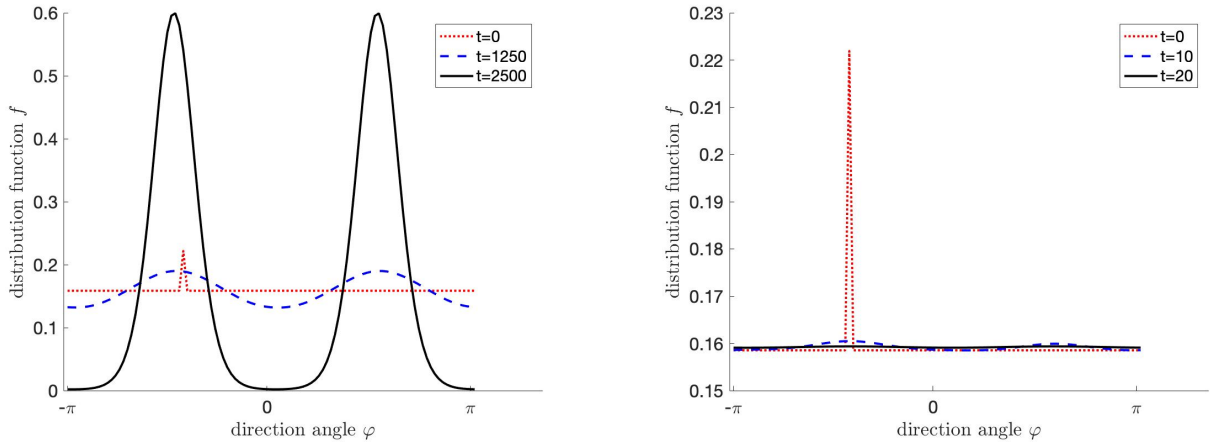 distribution function f
0.6
0.5
0.4
0.3
0.2
0.1
0
-π
0
π
direction angle φ
t=0
t=1250
t=2500
distribution function f
0.23
0.22
0.21
0.2
0.19
0.18
0.17
0.16
0.15
-π
0
π
direction angle φ
t=0
t=10
t=20